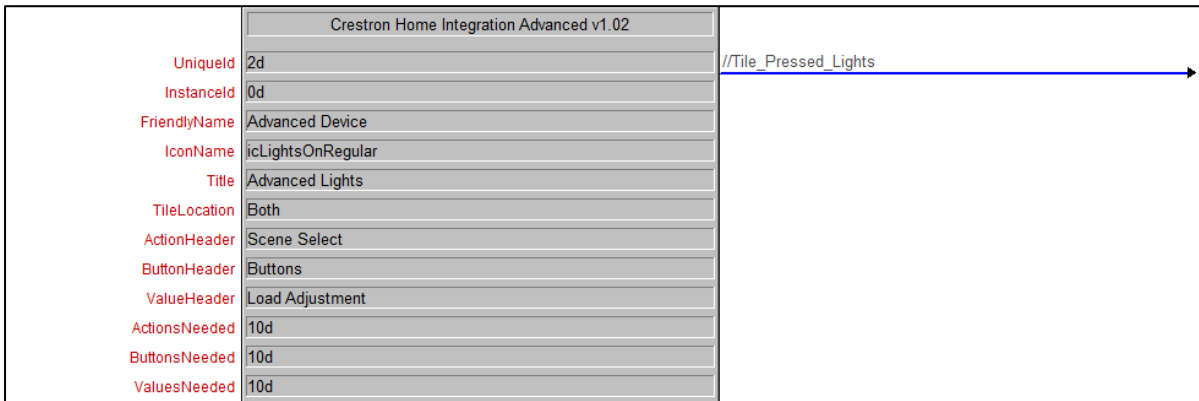 Crestron Home Integration Advanced v1.02
UniqueId 2d //Tile_Pressed_Lights
InstanceId 0d
FriendlyName Advanced Device
IconName icLightsOnRegular
Title Advanced Lights
TileLocation Both
ActionHeader Scene Select
ButtonHeader Buttons
ValueHeader Load Adjustment
ActionsNeeded 10d
ButtonsNeeded 10d
ValuesNeeded 10d